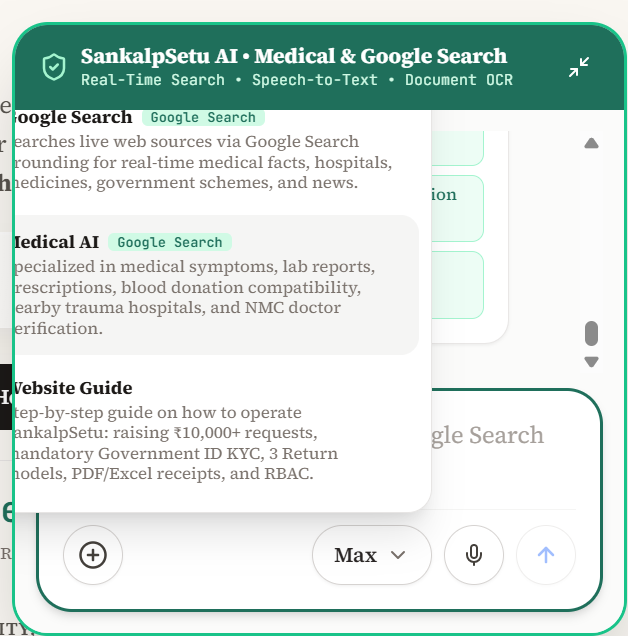 SankalpSetu AI • Medical & Google Search
Real-Time Search • Speech-to-Text • Document OCR
oogle Search Google Search
earches live web sources via Google Search
rounding for real-time medical facts, hospitals,
nedicines, government schemes, and news.
ion
Medical AI Google Search
pecialized in medical symptoms, lab reports,
rescriptions, blood donation compatibility,
earby trauma hospitals, and NMC doctor
erification.
Website Guide
tep-by-step guide on how to operate
ankalpSetu: raising ₹10,000+ requests,
nandatory Government ID KYC, 3 Return
nodels, PDF/Excel receipts, and RBAC.
gle Search
Max